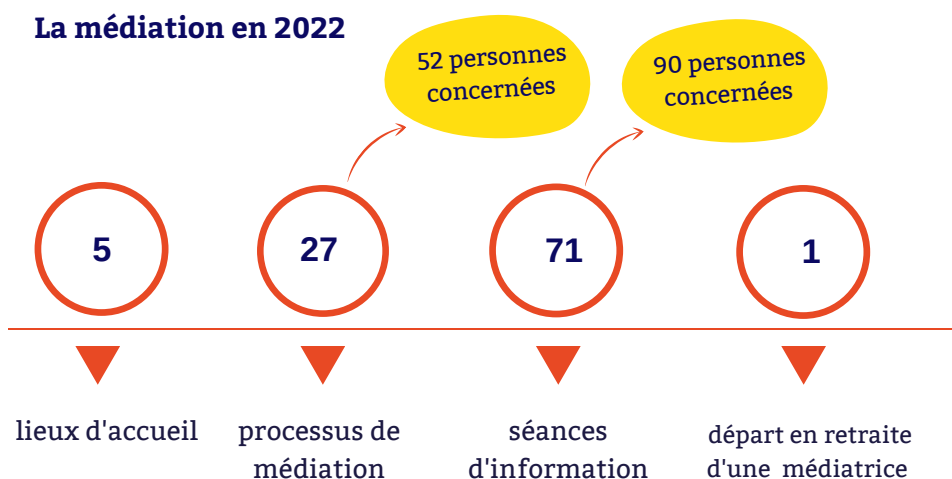 La médiation en 2022
52 personnes
concernées
90 personnes
concernées
5
27
71
1
lieux d'accueil
processus de
médiation
séances
d'information
départ en retraite
d'une médiatrice